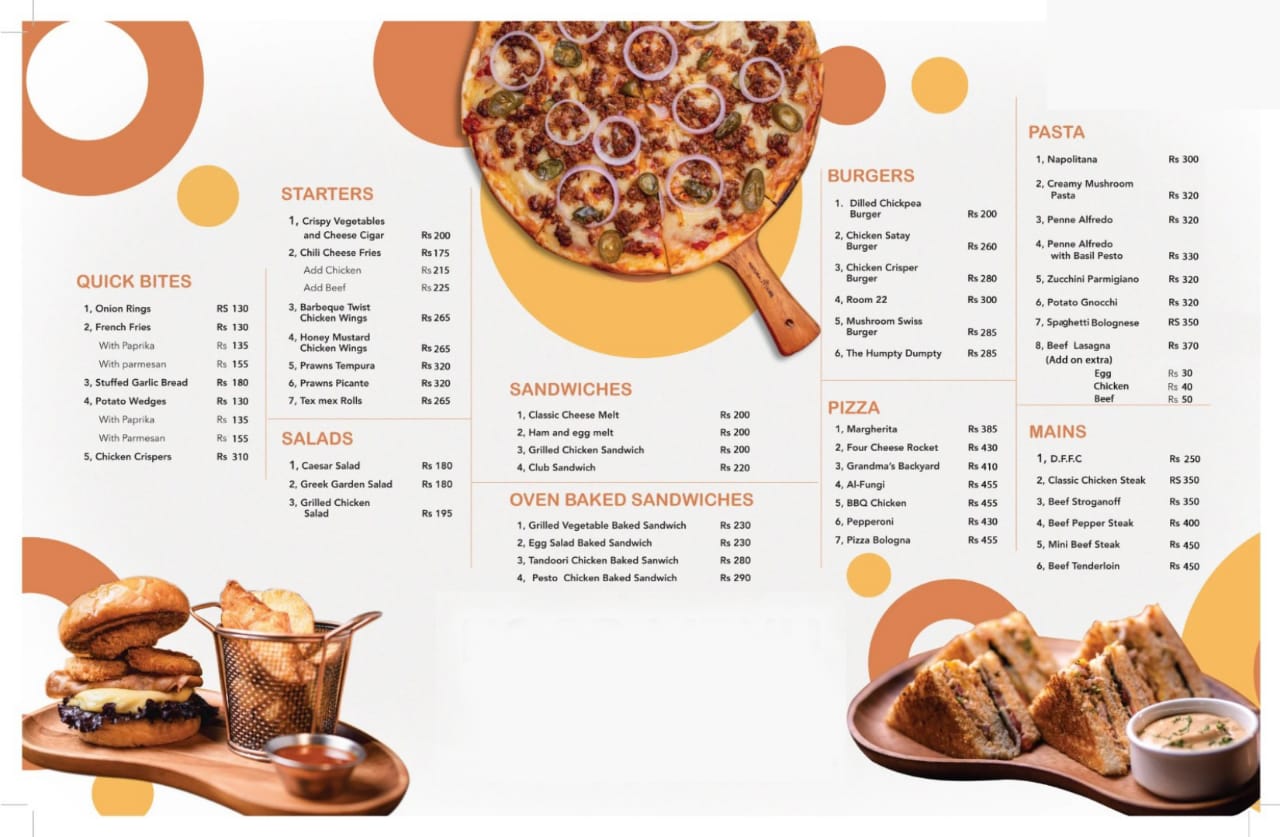 QUICK BITES
1, Onion Rings RS 130
2, French Fries Rs 130
With Paprika Rs 135
With parmesan Rs 155
3, Stuffed Garlic Bread Rs 180
4, Potato Wedges Rs 130
With Paprika Rs 135
With Parmesan Rs 155
5, Chicken Crispers Rs 310
STARTERS
1, Crispy Vegetables
and Cheese Cigar Rs 200
2, Chili Cheese Fries Rs 175
Add Chicken Rs 215
Add Beef Rs 225
3, Barbeque Twist
Chicken Wings Rs 265
4, Honey Mustard
Chicken Wings Rs 265
5, Prawns Tempura Rs 320
6, Prawns Picante Rs 320
7, Tex mex Rolls Rs 265
SALADS
1, Caesar Salad Rs 180
2, Greek Garden Salad Rs 180
3, Grilled Chicken
Salad Rs 195
SANDWICHES
1, Classic Cheese Melt Rs 200
2, Ham and egg melt Rs 200
3, Grilled Chicken Sandwich Rs 200
4, Club Sandwich Rs 220
OVEN BAKED SANDWICHES
1, Grilled Vegetable Baked Sandwich Rs 230
2, Egg Salad Baked Sandwich Rs 230
3, Tandoori Chicken Baked Sanwich Rs 280
4, Pesto Chicken Baked Sandwich Rs 290
BURGERS
1. Dilled Chickpea
Burger Rs 200
2, Chicken Satay
Burger Rs 260
3, Chicken Crisper
Burger Rs 280
4, Room 22 Rs 300
5, Mushroom Swiss
Burger Rs 285
6, The Humpty Dumpty Rs 285
PIZZA
1, Margherita Rs 385
2, Four Cheese Rocket Rs 430
3, Grandma's Backyard Rs 410
4, Al-Fungi Rs 455
5, BBQ Chicken Rs 455
6, Pepperoni Rs 430
7, Pizza Bologna Rs 455
PASTA
1, Napolitana Rs 300
2, Creamy Mushroom
Pasta Rs 320
3, Penne Alfredo Rs 320
4, Penne Alfredo
with Basil Pesto Rs 330
5, Zucchini Parmigiano Rs 320
6, Potato Gnocchi Rs 320
7, Spaghetti Bolognese RS 350
8, Beef Lasagna Rs 370
(Add on extra)
Egg Rs 30
Chicken Rs 40
Beef Rs 50
MAINS
1, D.F.F.C Rs 250
2, Classic Chicken Steak RS 350
3, Beef Stroganoff Rs 350
4, Beef Pepper Steak Rs 400
5, Mini Beef Steak Rs 450
6, Beef Tenderloin Rs 450